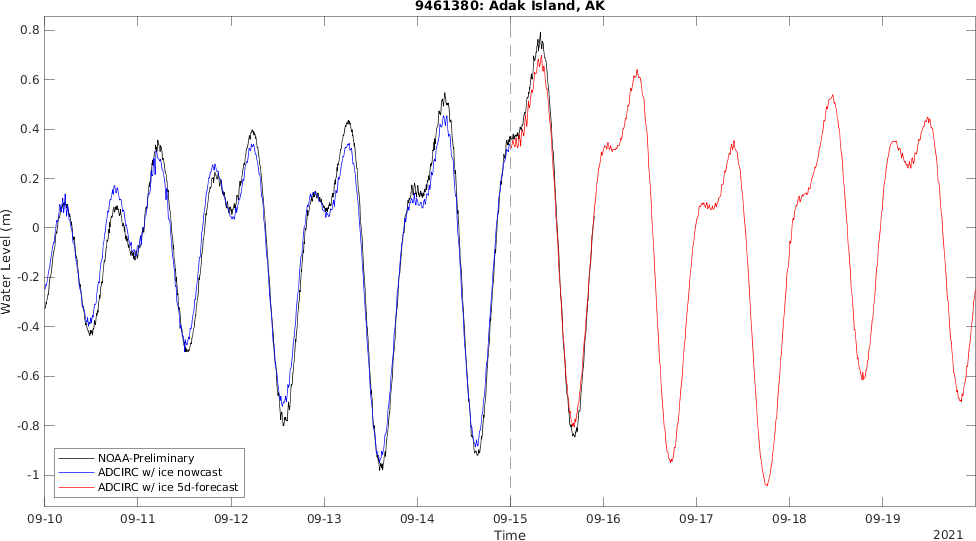 9461380: Adak Island, AK
Water Level (m)
0.8
0.6
0.4
0.2
0
-0.2
-0.4
-0.6
-0.8
-1
NOAA-Preliminary
ADCIRC w/ ice nowcast
ADCIRC w/ ice 5d-forecast
09-10 09-11 09-12 09-13 09-14 09-15 09-16 09-17 09-18 09-19
Time
2021